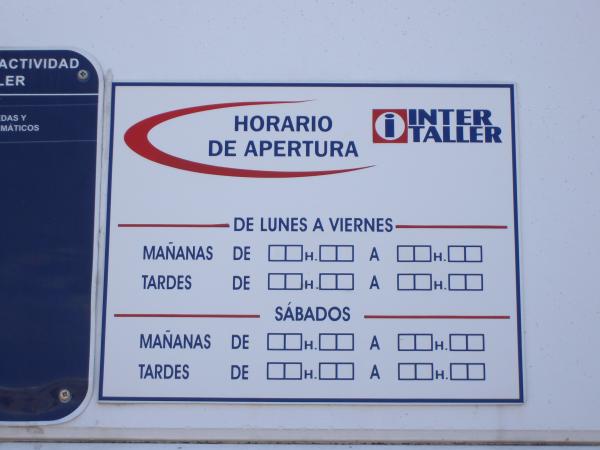 ACTIVIDAD
LER
EDAS Y
MÁTICOS
HORARIO
DE APERTURA
i INTER
TALLER
DE LUNES A VIERNES
MAÑANAS DE H. A H.
TARDES DE H. A H.
SÁBADOS
MAÑANAS DE H. A H.
TARDES DE H. A H.